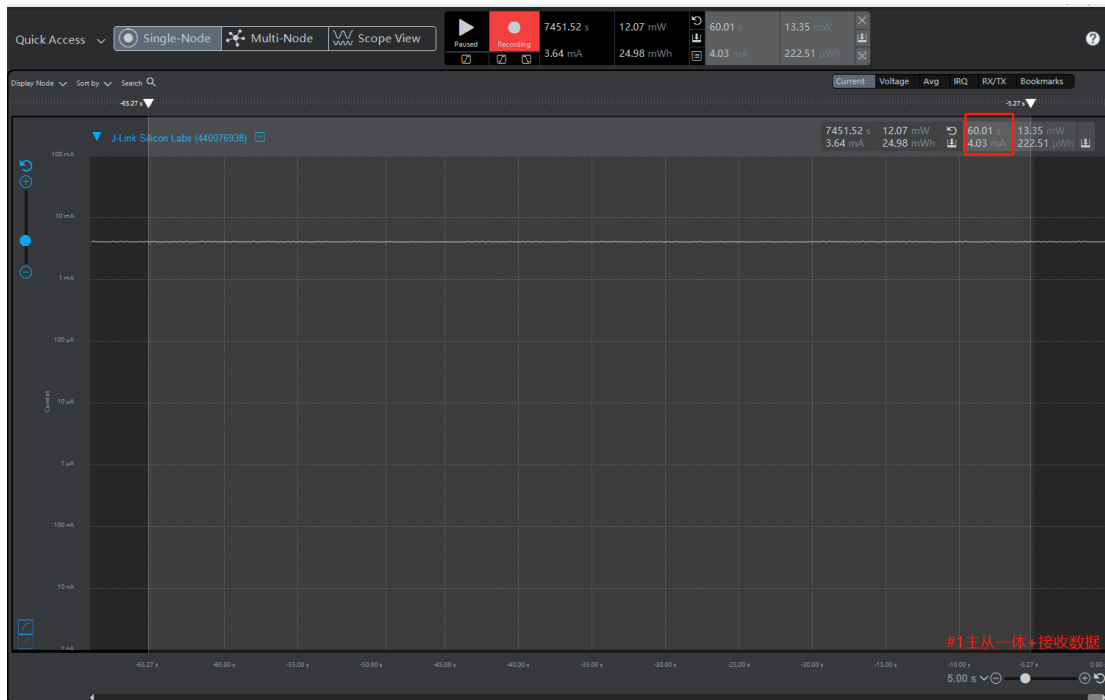 Quick Access Single-Node Multi-Node Scope View
Paused Recording
7451.52 s 12.07 mW 60.01 s 13.35 mW
3.64 mA 24.98 mWh 4.03 mA 222.51 µWh
Display Node Sort by Search
Current Voltage Avg IRQ RX/TX Bookmarks
-65.27 s -5.27 s
J-Link Silicon Labs (440076938)
7451.52 s 12.07 mW 60.01 s 13.35 mW
3.64 mA 24.98 mWh 4.03 mA 222.51 µWh
100 mA
10 mA
1 mA
100 µA
Current
10 µA
1 µA
100 nA
10 nA
1 nA
#1主从一体+接收数据
-65.27 s -60.00 s -55.00 s -50.00 s -45.00 s -40.00 s -35.00 s -30.00 s -25.00 s -20.00 s -15.00 s -10.00 s -5.27 s 0.00
5.00 s